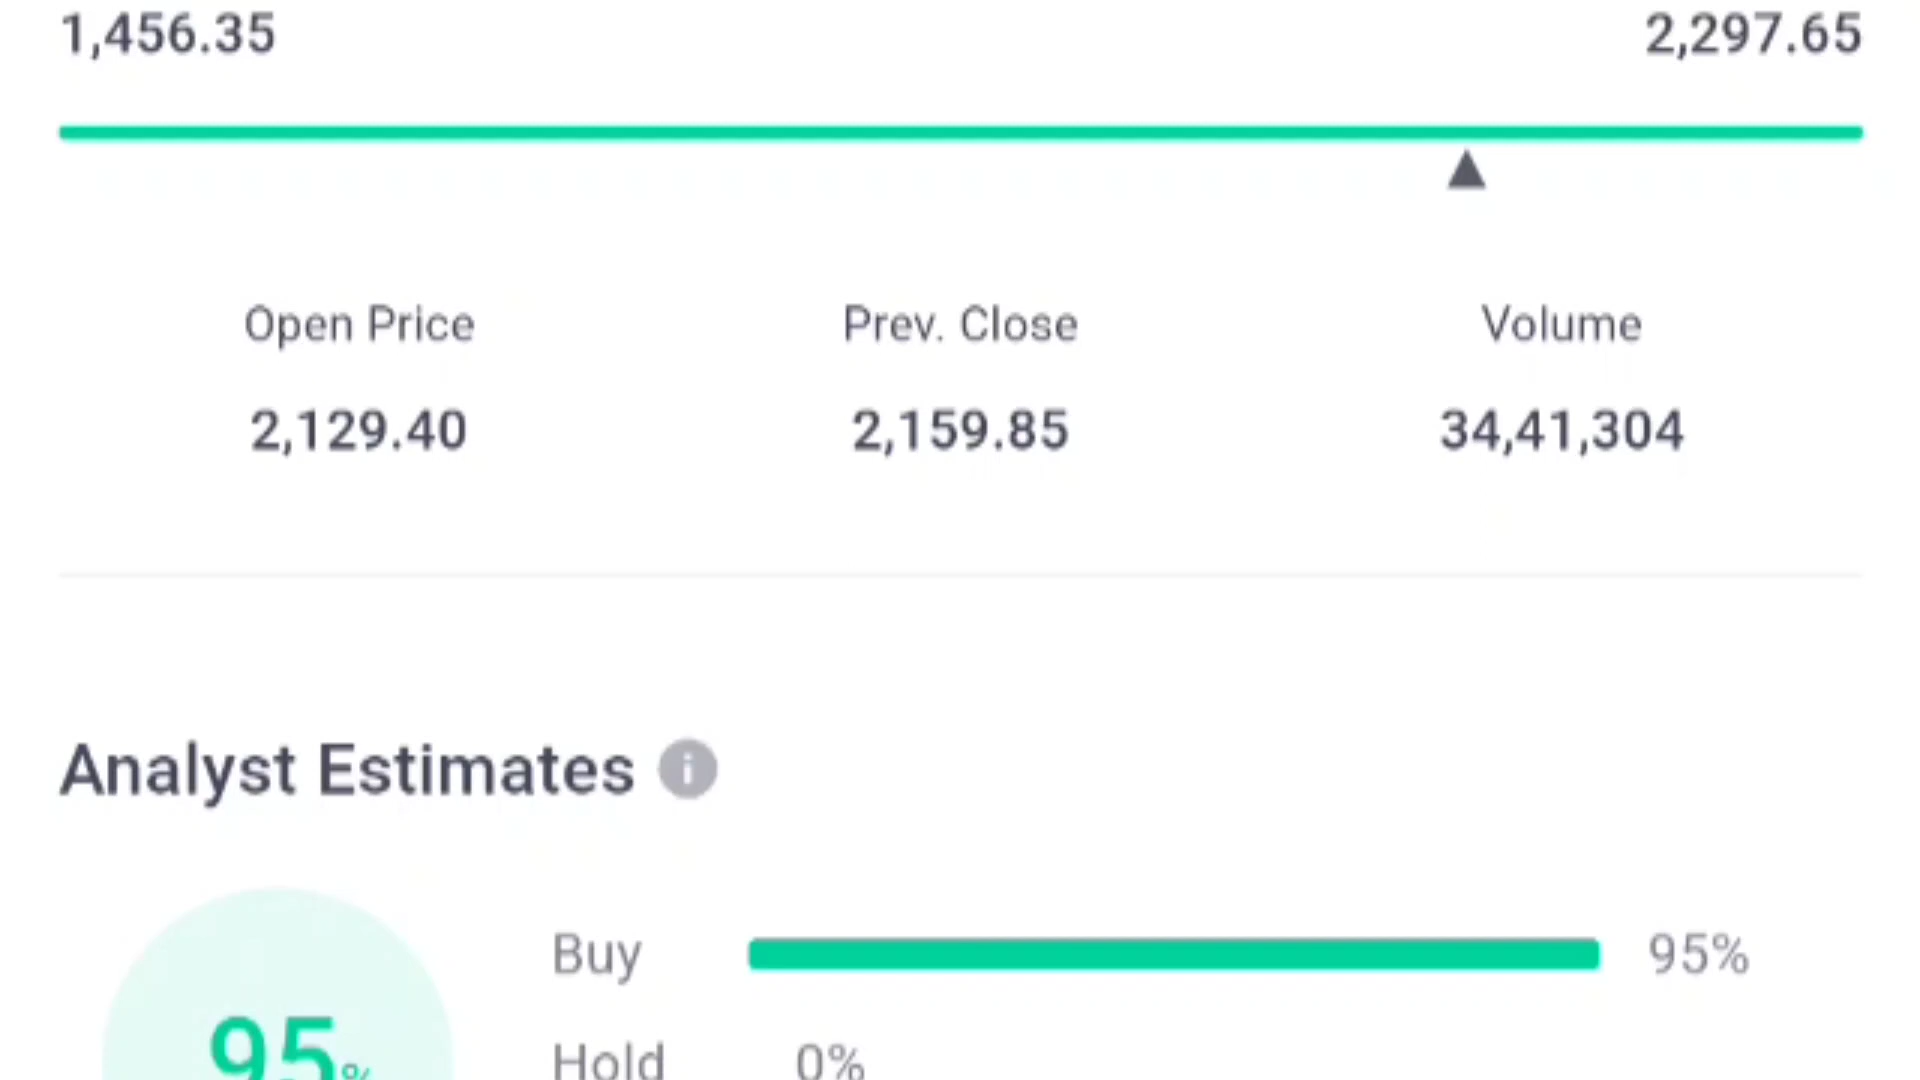 1,456.35 2,297.65
Open Price Prev. Close Volume
2,129.40 2,159.85 34,41,304
Analyst Estimates
Buy 95%
95%
Hold 0%